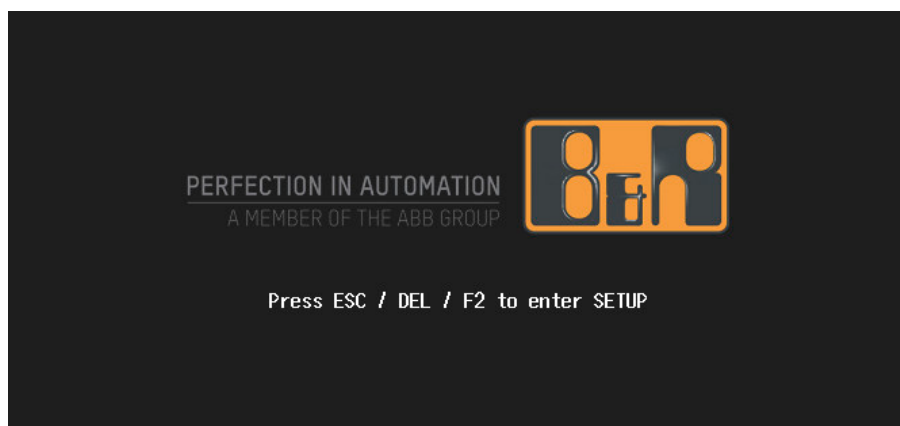 PERFECTION IN AUTOMATION
A MEMBER OF THE ABB GROUP
B&R
Press ESC / DEL / F2 to enter SETUP